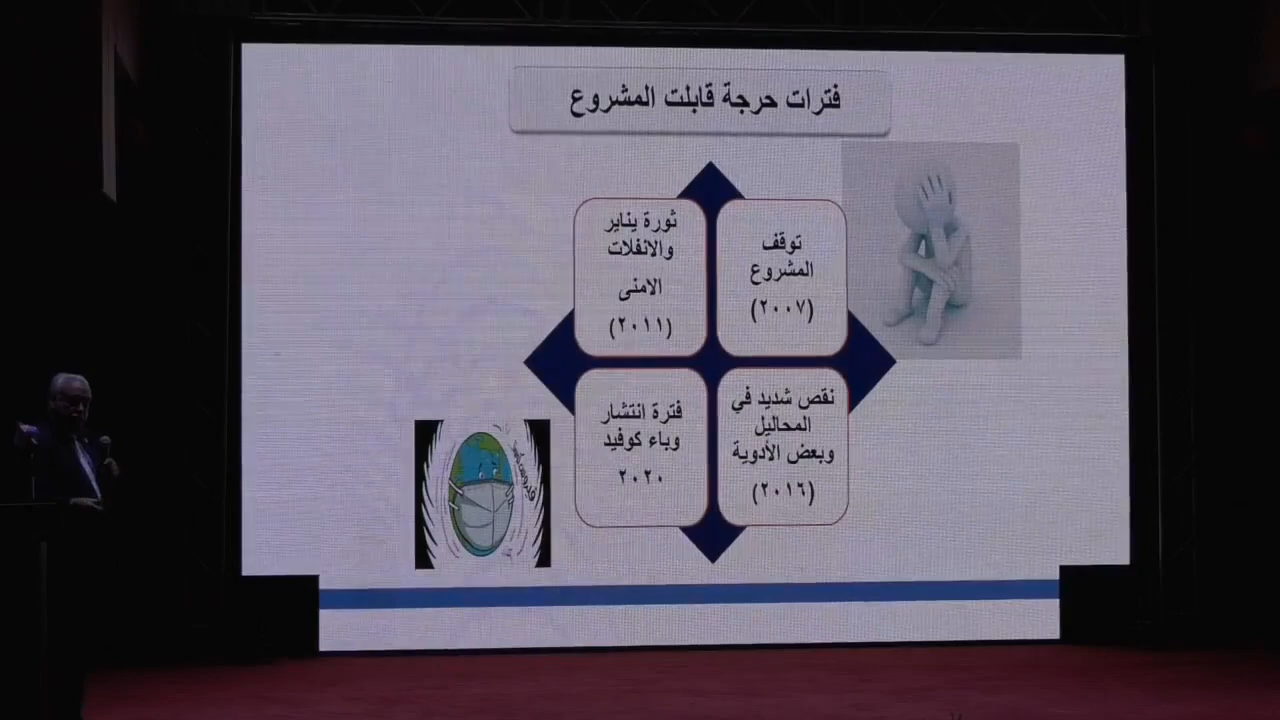 فترات حرجة قابلت المشروع
توقف
المشروع
(٢٠٠٧)
ثورة يناير
والانفلات
الامنى
(٢٠١١)
نقص شديد في
المحاليل
وبعض الأدوية
(٢٠١٦)
فترة انتشار
وباء كوفيد
٢٠٢٠